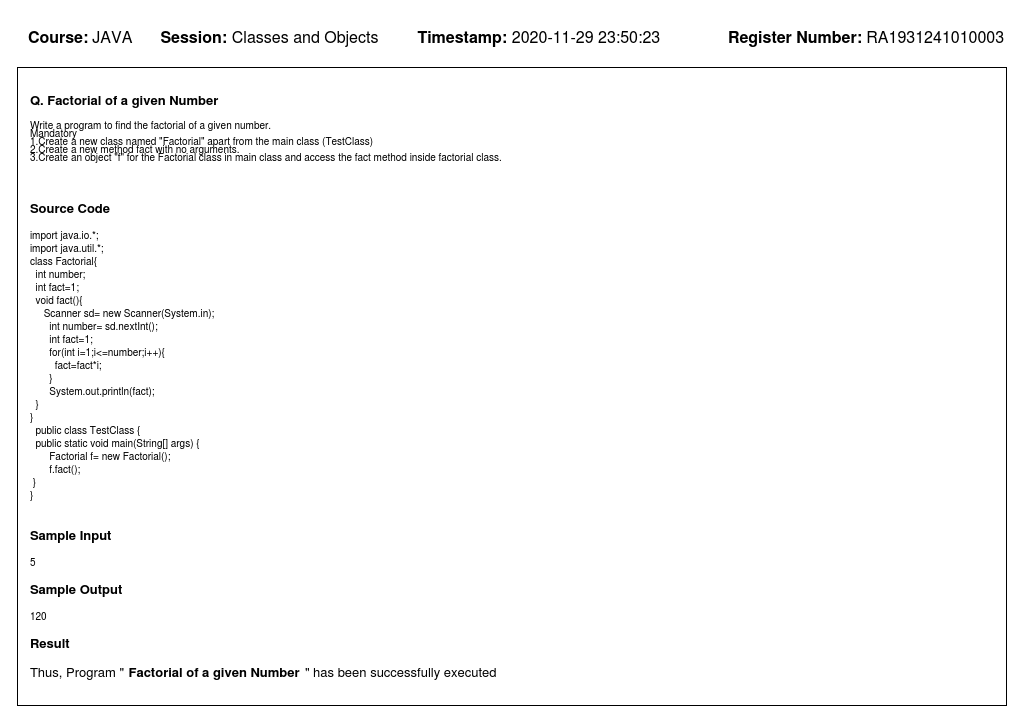 Course: JAVA Session: Classes and Objects Timestamp: 2020-11-29 23:50:23 Register Number: RA1931241010003
Q. Factorial of a given Number
Write a program to find the factorial of a given number.
Mandatory
1.Create a new class named "Factorial" apart from the main class (TestClass)
2.Create a new method fact with no arguments.
3.Create an object "f" for the Factorial class in main class and access the fact method inside factorial class.
Source Code
import java.io.*;
import java.util.*;
class Factorial{
int number;
int fact=1;
void fact(){
Scanner sd= new Scanner(System.in);
int number= sd.nextInt();
int fact=1;
for(int i=1;i<=number;i++){
fact=fact*i;
}
System.out.println(fact);
}
}
public class TestClass {
public static void main(String[] args) {
Factorial f= new Factorial();
f.fact();
}
}
Sample Input
5
Sample Output
120
Result
Thus, Program " Factorial of a given Number " has been successfully executed